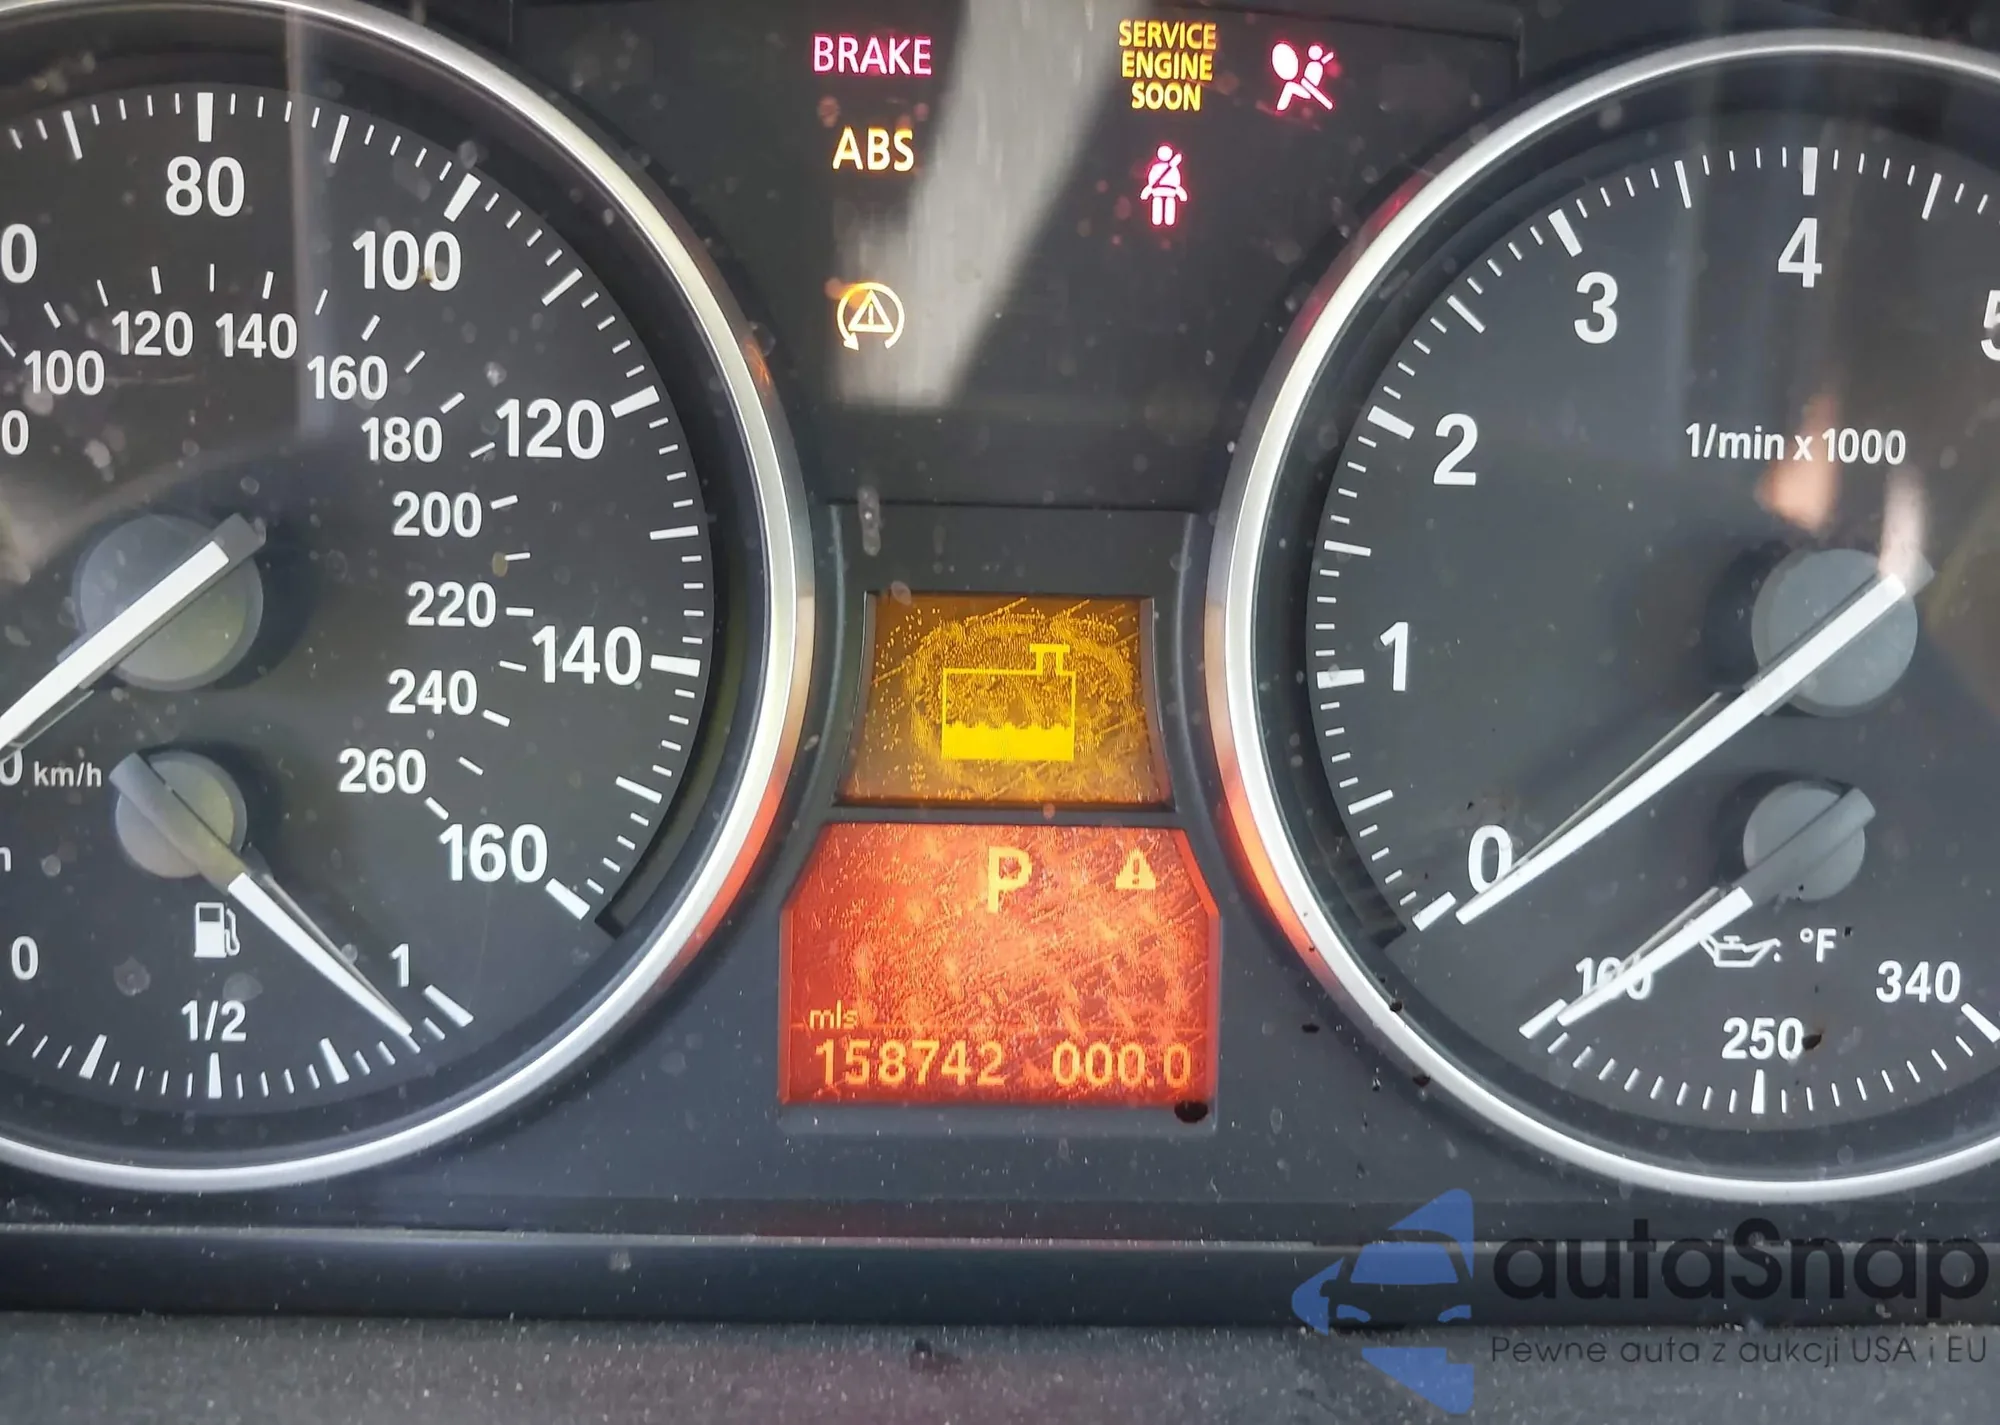 BRAKE
SERVICE
ENGINE
SOON
ABS
80
100
120
140
160
100
120
140
160
180
200
220
240
260
km/h
0
1/2
1
P
mls
158742 000.0
0
1
2
3
4
1/min x 1000
°F
100
250
340
autaSnap
Pewne auta z aukcji USA i EU